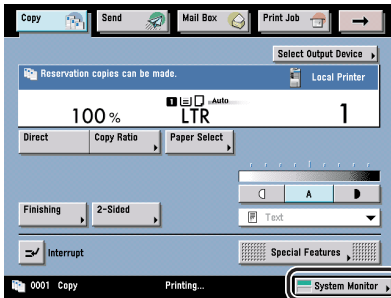 Copy Send Mail Box Print Job
Select Output Device
Reservation copies can be made. Local Printer
1 Auto
100 % LTR 1
Direct Copy Ratio Paper Select
A
Finishing 2-Sided Text
Interrupt Special Features
0001 Copy Printing... System Monitor